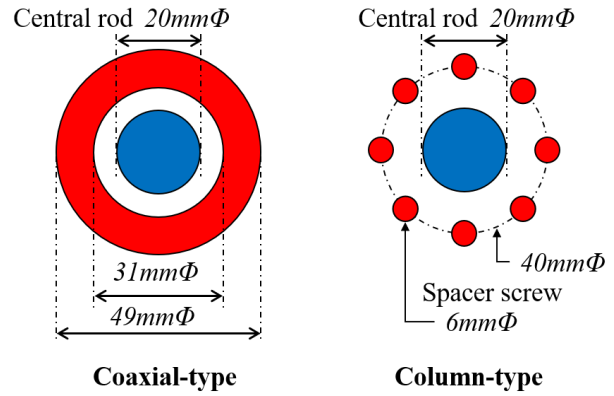 Central rod 20mmΦ
31mmΦ
49mmΦ
Coaxial-type
Central rod 20mmΦ
40mmΦ
Spacer screw
6mmΦ
Column-type